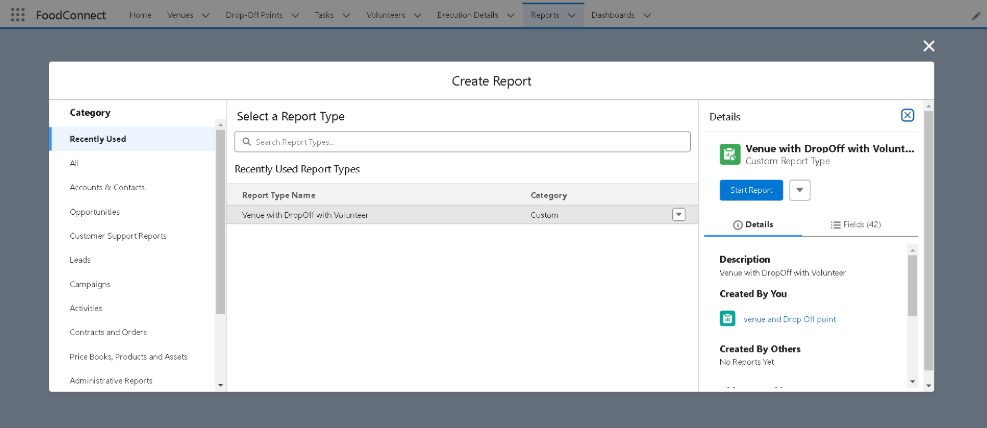 FoodConnect Home Venues Drop-Off Points Tasks Volunteers Execution Details Reports Dashboards
Create Report
Category
Recently Used
All
Accounts & Contacts
Opportunities
Customer Support Reports
Leads
Campaigns
Activities
Contracts and Orders
Price Books, Products and Assets
Administrative Reports
Select a Report Type
Search Report Types...
Recently Used Report Types
Report Type Name Category
Venue with DropOff with Volunteer Custom
Details
Venue with DropOff with Volunt...
Custom Report Type
Start Report
Details Fields (42)
Description
Venue with DropOff with Volunteer
Created By You
venue and Drop Off point
Created By Others
No Reports Yet